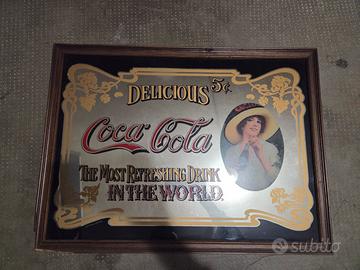 DELICIOUS 5¢
Coca-Cola
THE MOST REFRESHING DRINK
IN THE WORLD.
subito